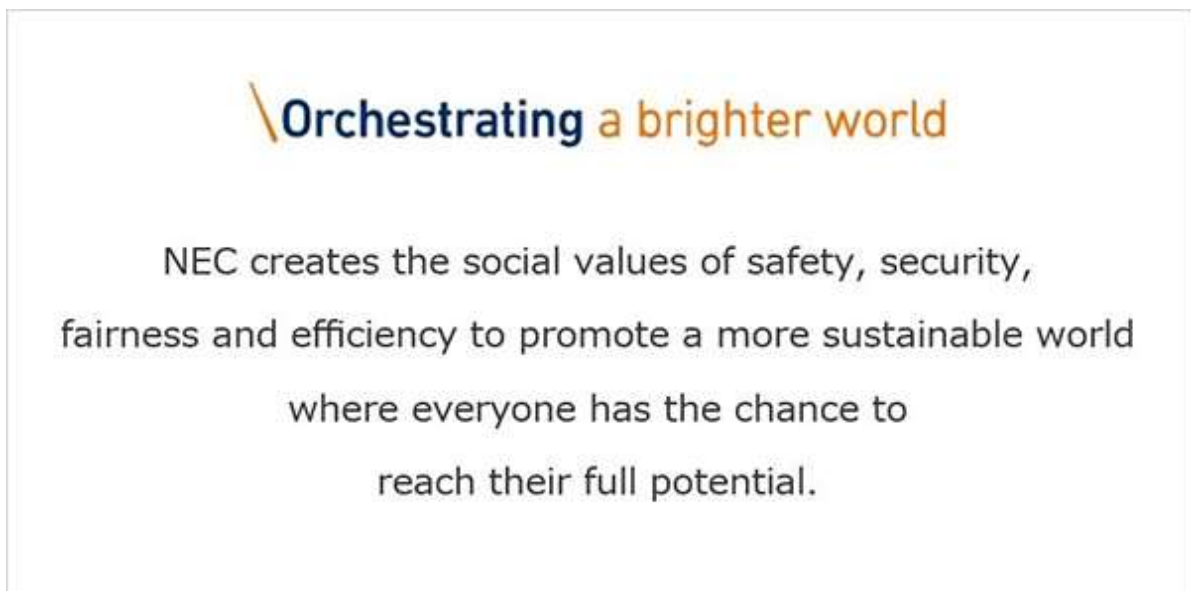 \Orchestrating a brighter world
NEC creates the social values of safety, security,
fairness and efficiency to promote a more sustainable world
where everyone has the chance to
reach their full potential.